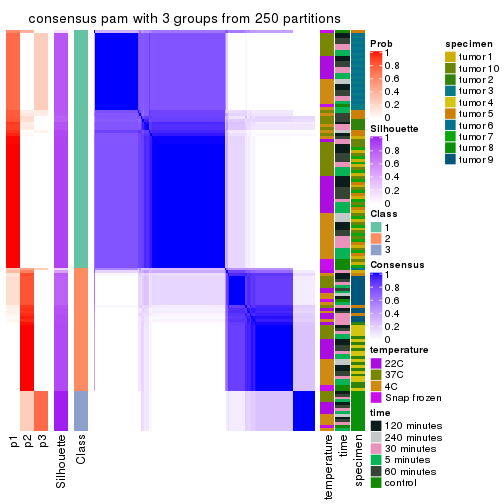 consensus pam with 3 groups from 250 partitions
Prob
1
0.8
0.6
0.4
0.2
0
Silhouette
1
0.8
0.6
0.4
0.2
0
Class
1
2
3
Consensus
1
0.8
0.6
0.4
0.2
0
temperature
22C
37C
4C
Snap frozen
time
120 minutes
240 minutes
30 minutes
5 minutes
60 minutes
control
specimen
tumor 1
tumor 10
tumor 2
tumor 3
tumor 4
tumor 5
tumor 6
tumor 7
tumor 8
tumor 9
p1
p2
p3
Silhouette
Class
temperature
time
specimen